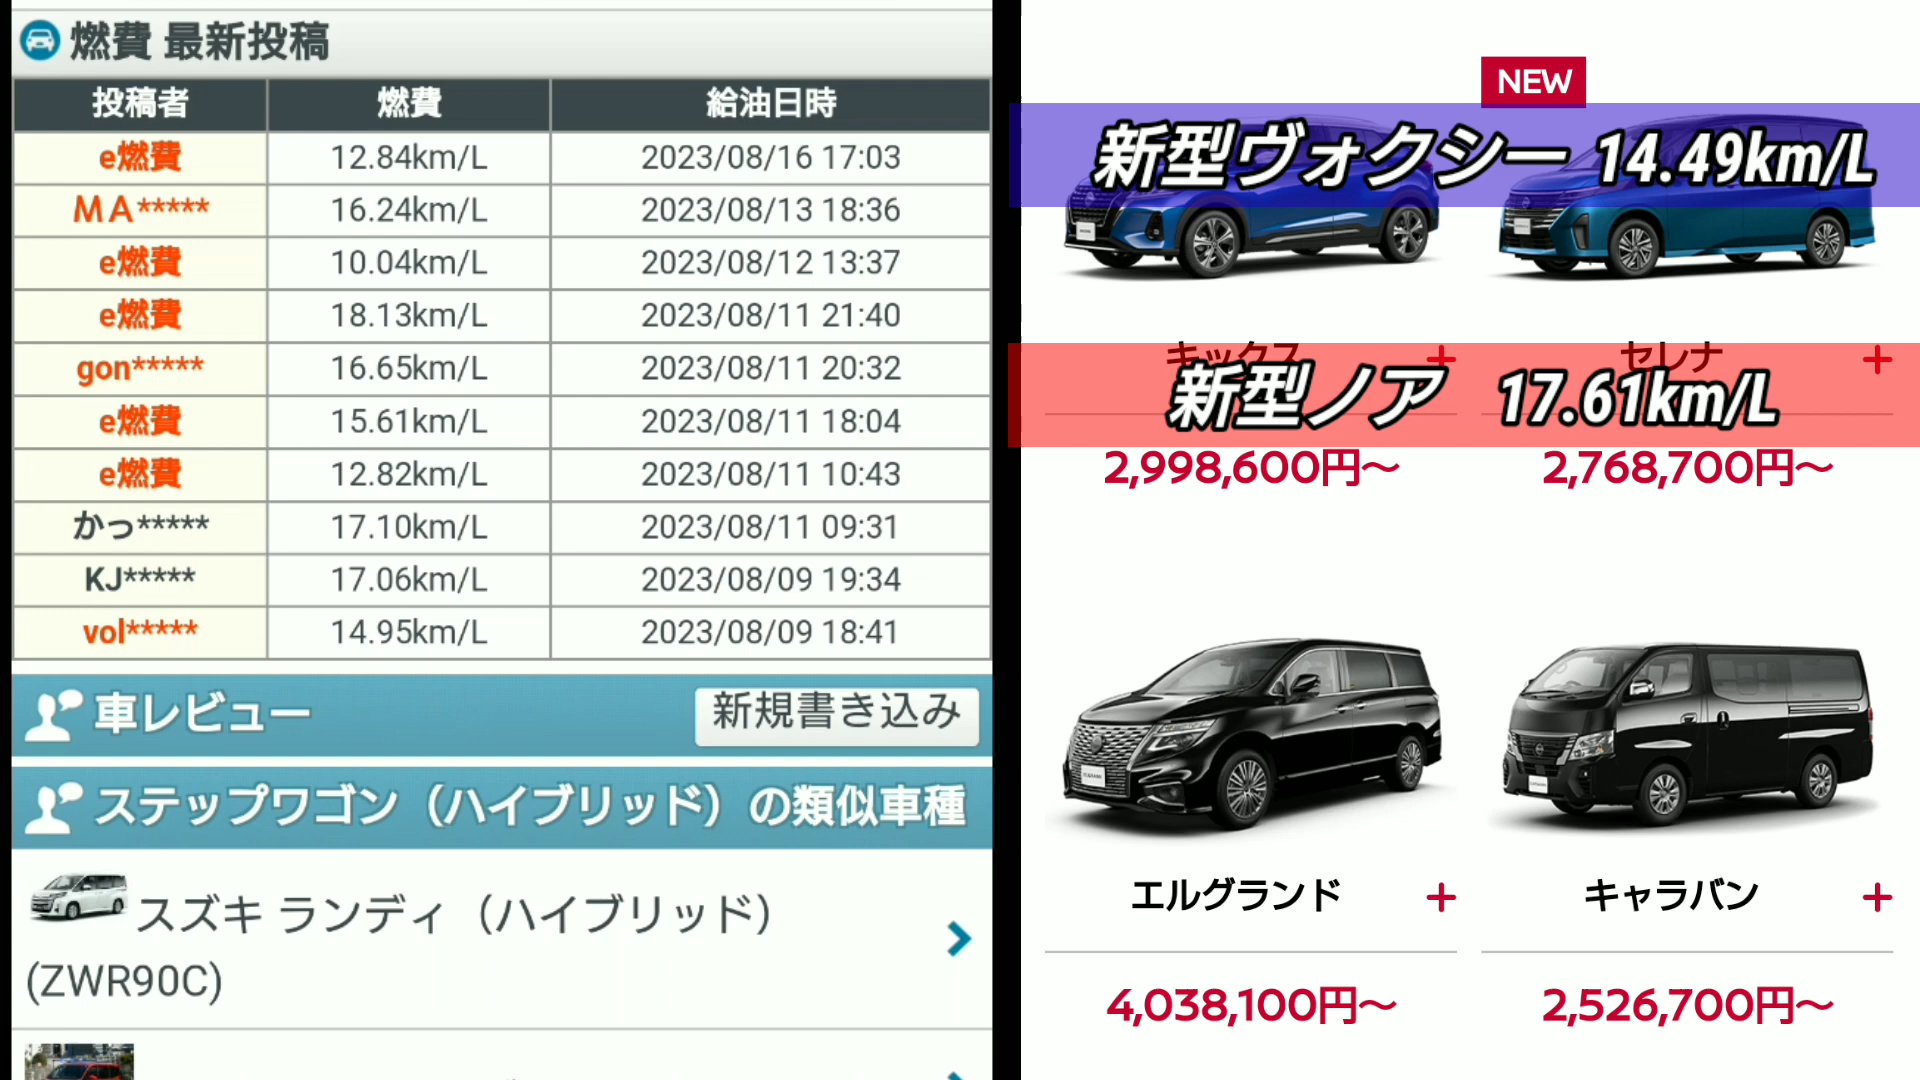 燃費 最新投稿
投稿者 燃費 給油日時
e燃費 12.84km/L 2023/08/16 17:03
MA***** 16.24km/L 2023/08/13 18:36
e燃費 10.04km/L 2023/08/12 13:37
e燃費 18.13km/L 2023/08/11 21:40
gon***** 16.65km/L 2023/08/11 20:32
e燃費 15.61km/L 2023/08/11 18:04
e燃費 12.82km/L 2023/08/11 10:43
かっ***** 17.10km/L 2023/08/11 09:31
KJ***** 17.06km/L 2023/08/09 19:34
vol***** 14.95km/L 2023/08/09 18:41
車レビュー 新規書き込み
ステップワゴン（ハイブリッド）の類似車種
スズキ ランディ（ハイブリッド）
(ZWR90C)
NEW
新型ヴォクシー 14.49km/L
キックス + セレナ +
新型ノア 17.61km/L
2,998,600円～ 2,768,700円～
エルグランド + キャラバン +
4,038,100円～ 2,526,700円～